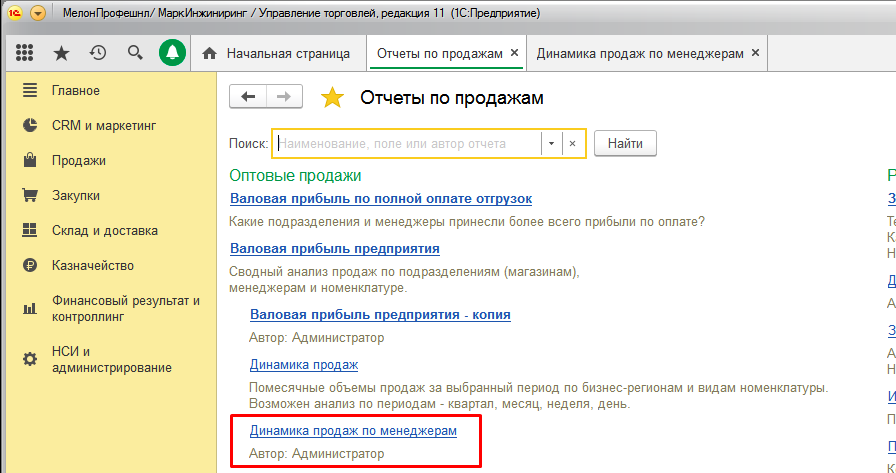 МелонПрофешнл/ МаркИнжиниринг / Управление торговлей, редакция 11 (1С:Предприятие)
Начальная страница
Отчеты по продажам ×
Динамика продаж по менеджерам ×
Главное
CRM и маркетинг
Продажи
Закупки
Склад и доставка
Казначейство
Финансовый результат и
контроллинг
НСИ и
администрирование
Отчеты по продажам
Поиск: Наименование, поле или автор отчета × Найти
Оптовые продажи
Валовая прибыль по полной оплате отгрузок
Какие подразделения и менеджеры принесли более всего прибыли по оплате?
Валовая прибыль предприятия
Сводный анализ продаж по подразделениям (магазинам),
менеджерам и номенклатуре.
Валовая прибыль предприятия - копия
Автор: Администратор
Динамика продаж
Помесячные объемы продаж за выбранный период по бизнес-регионам и видам номенклатуры.
Возможен анализ по периодам - квартал, месяц, неделя, день.
Динамика продаж по менеджерам
Автор: Администратор